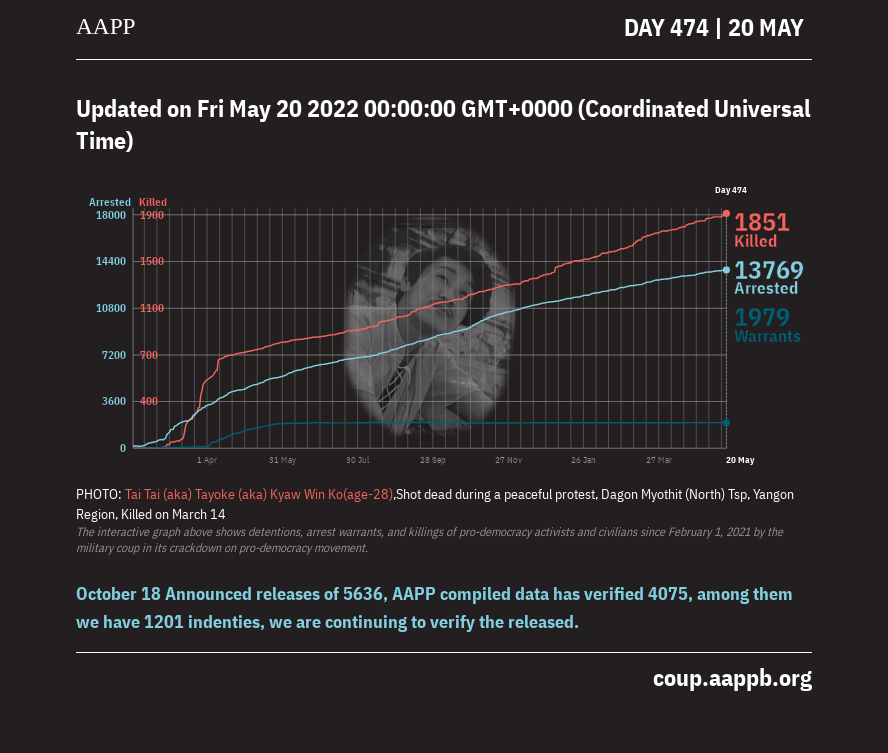 AAPP
DAY 474 | 20 MAY
Updated on Fri May 20 2022 00:00:00 GMT+0000 (Coordinated Universal
Time)
Day 474
Arrested Killed
18000 1900
14400 1500
10800 1100
7200 700
3600 400
0
1851
Killed
13769
Arrested
1979
Warrants
1 Apr 31 May 30 Jul 28 Sep 27 Nov 26 Jan 27 Mar 20 May
PHOTO: Tai Tai (aka) Tayoke (aka) Kyaw Win Ko(age-28),Shot dead during a peaceful protest, Dagon Myothit (North) Tsp, Yangon
Region, Killed on March 14
The interactive graph above shows detentions, arrest warrants, and killings of pro-democracy activists and civilians since February 1, 2021 by the
military coup in its crackdown on pro-democracy movement.
October 18 Announced releases of 5636, AAPP compiled data has verified 4075, among them
we have 1201 indenties, we are continuing to verify the released.
coup.aappb.org